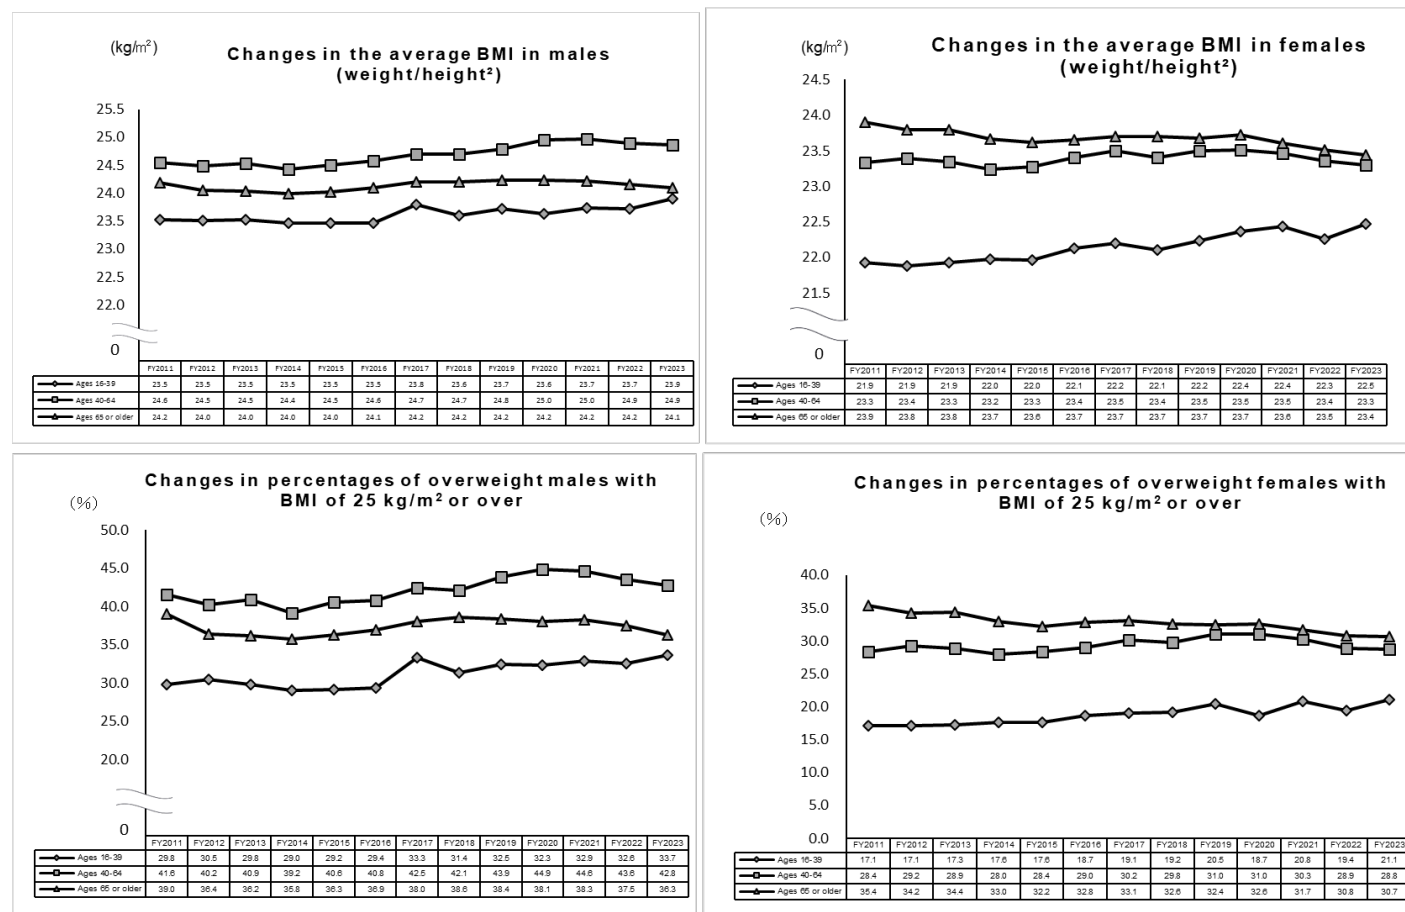 (kg/m²)
Changes in the average BMI in males
(weight/height²)
25.5
25.0
24.5
24.0
23.5
23.0
22.5
22.0
0
FY2011 FY2012 FY2013 FY2014 FY2015 FY2016 FY2017 FY2018 FY2019 FY2020 FY2021 FY2022 FY2023
Ages 16-39 23.5 23.5 23.5 23.5 23.5 23.5 23.8 23.6 23.7 23.6 23.7 23.7 23.9
Ages 40-64 24.6 24.5 24.5 24.4 24.5 24.6 24.7 24.7 24.8 25.0 25.0 24.9 24.9
Ages 65 or older 24.2 24.0 24.0 24.0 24.0 24.1 24.2 24.2 24.2 24.2 24.2 24.2 24.1
(kg/m²)
Changes in the average BMI in females
(weight/height²)
24.5
24.0
23.5
23.0
22.5
22.0
21.5
0
FY2011 FY2012 FY2013 FY2014 FY2015 FY2016 FY2017 FY2018 FY2019 FY2020 FY2021 FY2022 FY2023
Ages 16-39 21.9 21.9 21.9 22.0 22.0 22.1 22.2 22.1 22.2 22.4 22.4 22.3 22.5
Ages 40-64 23.3 23.4 23.3 23.2 23.3 23.4 23.5 23.4 23.5 23.5 23.5 23.4 23.3
Ages 65 or older 23.9 23.8 23.8 23.7 23.6 23.7 23.7 23.7 23.7 23.7 23.6 23.5 23.4
Changes in percentages of overweight males with
BMI of 25 kg/m² or over
(%)
50.0
45.0
40.0
35.0
30.0
25.0
20.0
0
FY2011 FY2012 FY2013 FY2014 FY2015 FY2016 FY2017 FY2018 FY2019 FY2020 FY2021 FY2022 FY2023
Ages 16-39 29.8 30.5 29.8 29.0 29.2 29.4 33.3 31.4 32.5 32.3 32.9 32.6 33.7
Ages 40-64 41.6 40.2 40.9 39.2 40.6 40.8 42.5 42.1 43.9 44.9 44.6 43.6 42.8
Ages 65 or older 39.0 36.4 36.2 35.8 36.3 36.9 38.0 38.6 38.4 38.1 38.3 37.5 36.3
Changes in percentages of overweight females with
BMI of 25 kg/m² or over
(%)
40.0
35.0
30.0
25.0
20.0
15.0
10.0
5.0
0.0
FY2011 FY2012 FY2013 FY2014 FY2015 FY2016 FY2017 FY2018 FY2019 FY2020 FY2021 FY2022 FY2023
Ages 16-39 17.1 17.1 17.3 17.6 17.6 18.7 19.1 19.2 20.5 18.7 20.8 19.4 21.1
Ages 40-64 28.4 29.2 28.9 28.0 28.4 29.0 30.2 29.8 31.0 31.0 30.3 28.9 28.8
Ages 65 or older 35.4 34.2 34.4 33.0 32.2 32.8 33.1 32.6 32.4 32.6 31.7 30.8 30.7